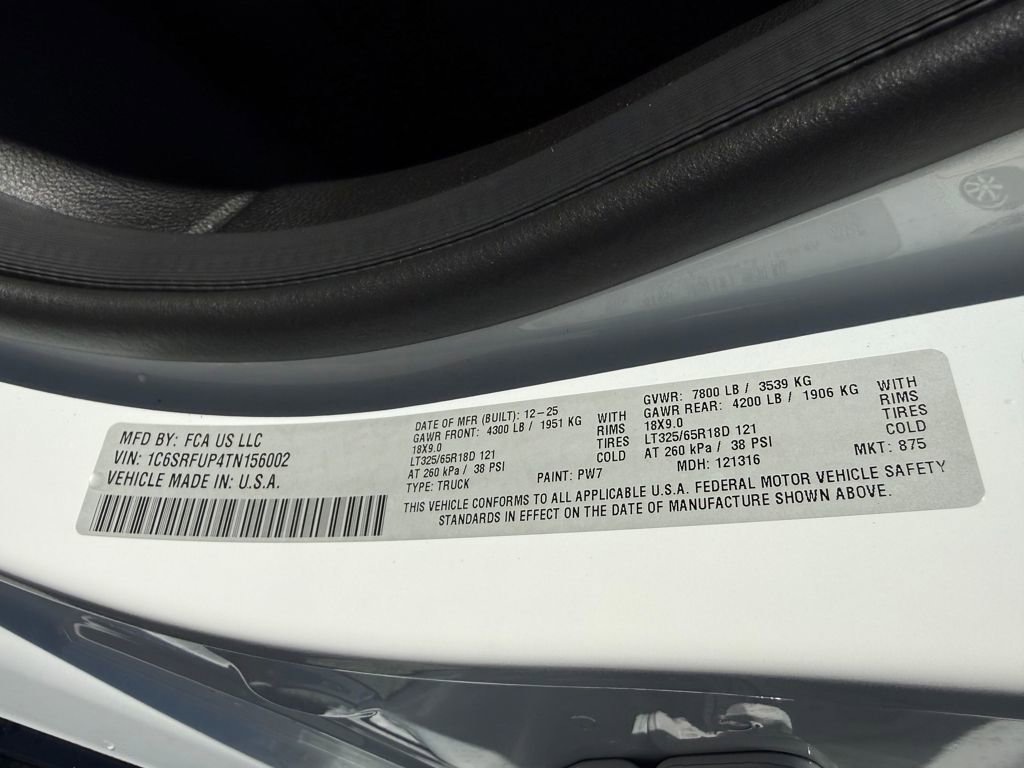 MFD BY: FCA US LLC
VIN: 1C6SRFUP4TN156002
VEHICLE MADE IN: U.S.A.
DATE OF MFR (BUILT): 12-25
GAWR FRONT: 4300 LB / 1951 KG WITH
18X9.0 RIMS
LT325/65R18D 121 TIRES
AT 260 kPa / 38 PSI COLD
TYPE: TRUCK PAINT: PW7
GVWR: 7800 LB / 3539 KG
GAWR REAR: 4200 LB / 1906 KG WITH
18X9.0 RIMS
LT325/65R18D 121 TIRES
AT 260 kPa / 38 PSI COLD
MDH: 121316 MKT: 875
THIS VEHICLE CONFORMS TO ALL APPLICABLE U.S.A. FEDERAL MOTOR VEHICLE SAFETY
STANDARDS IN EFFECT ON THE DATE OF MANUFACTURE SHOWN ABOVE.